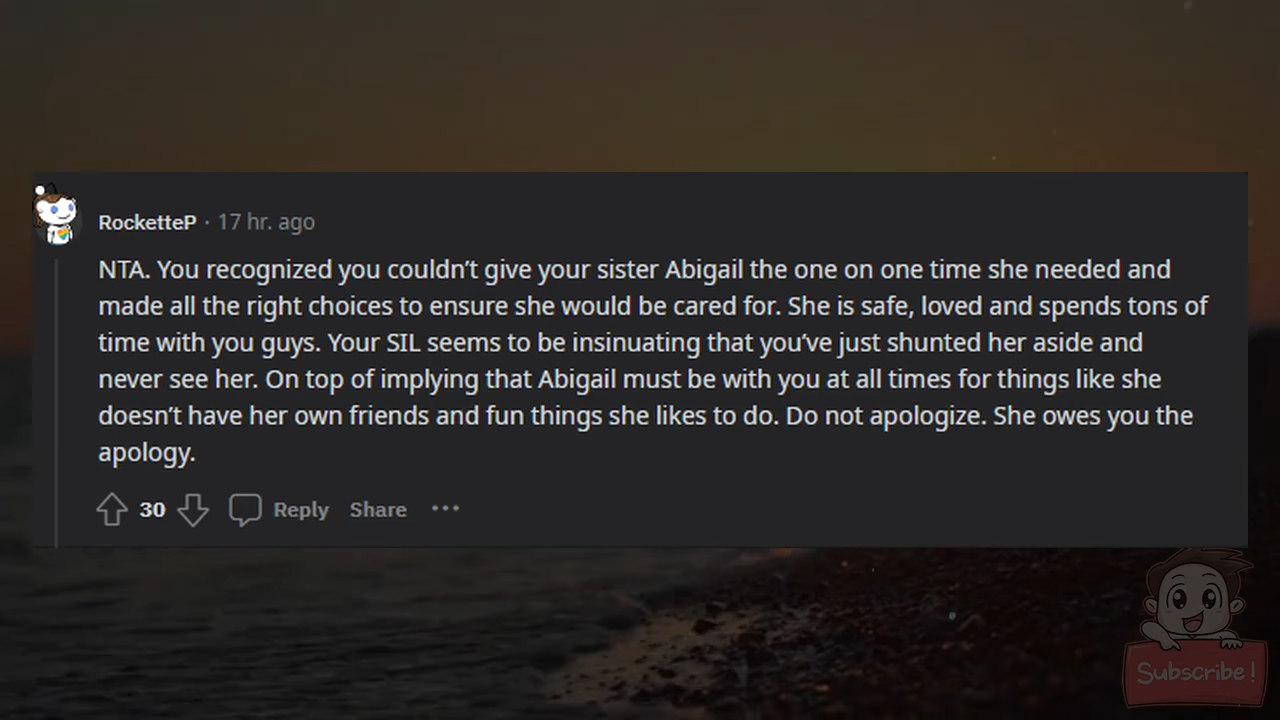 RocketteP · 17 hr. ago
NTA. You recognized you couldn’t give your sister Abigail the one on one time she needed and
made all the right choices to ensure she would be cared for. She is safe, loved and spends tons of
time with you guys. Your SIL seems to be insinuating that you’ve just shunted her aside and
never see her. On top of implying that Abigail must be with you at all times for things like she
doesn’t have her own friends and fun things she likes to do. Do not apologize. She owes you the
apology.
30 Reply Share ···
Subscribe!